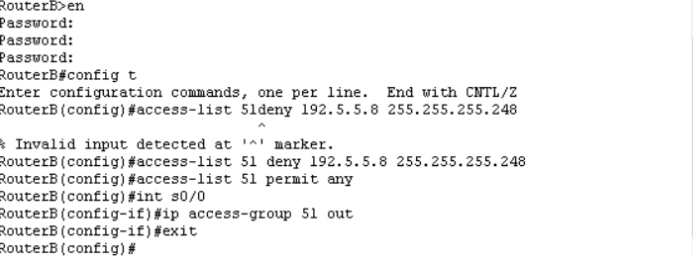 RouterB>en
Password:
Password:
Password:
RouterB#config t
Enter configuration commands, one per line.  End with CNTL/Z
RouterB(config)#access-list 51deny 192.5.5.8 255.255.255.248
^
% Invalid input detected at '^' marker.
RouterB(config)#access-list 51 deny 192.5.5.8 255.255.255.248
RouterB(config)#access-list 51 permit any
RouterB(config)#int s0/0
RouterB(config-if)#ip access-group 51 out
RouterB(config-if)#exit
RouterB(config)#